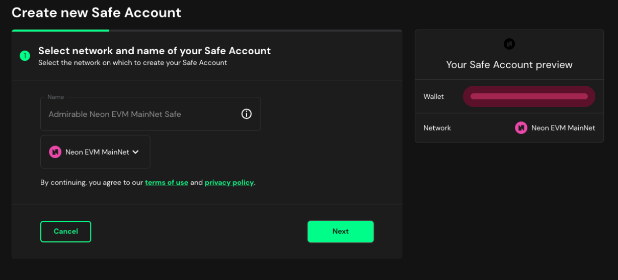 Create new Safe Account
1
Select network and name of your Safe Account
Select the network on which to create your Safe Account
Name
Admirable Neon EVM MainNet Safe
Neon EVM MainNet
By continuing, you agree to our terms of use and privacy policy.
Cancel
Next
Your Safe Account preview
Wallet
Network
Neon EVM MainNet